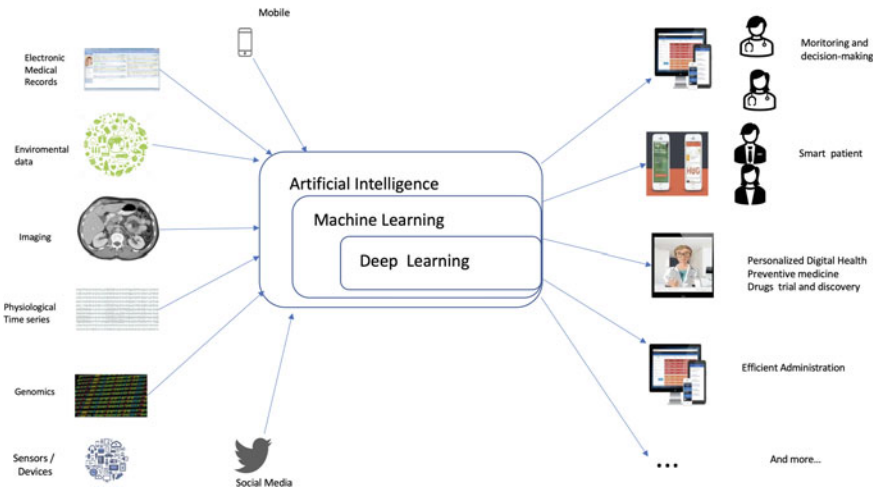 Mobile
Electronic
Medical
Records
Monitoring and
decision-making
Enviromental
data
Smart patient
Artificial Intelligence
Machine Learning
Deep Learning
Imaging
Personalized Digital Health
Preventive medicine
Drugs trial and discovery
Physiological
Time series
Efficient Administration
Genomics
Sensors /
Devices
Social Media
...
And more...